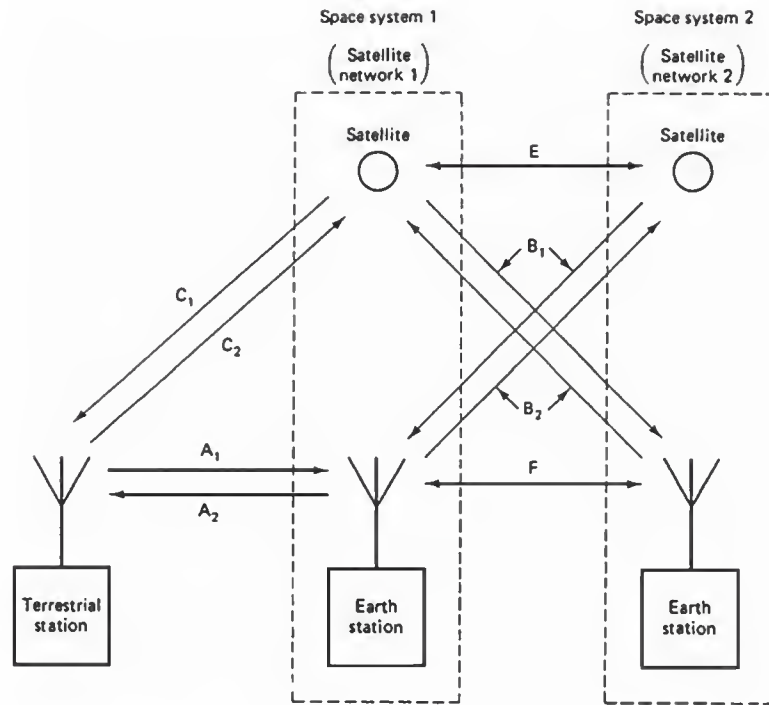 Space system 1
Space system 2
(Satellite
network 1)
(Satellite
network 2)
Satellite
Satellite
E
B₁
C₁
C₂
B₂
A₁
F
A₂
Terrestrial
station
Earth
station
Earth
station